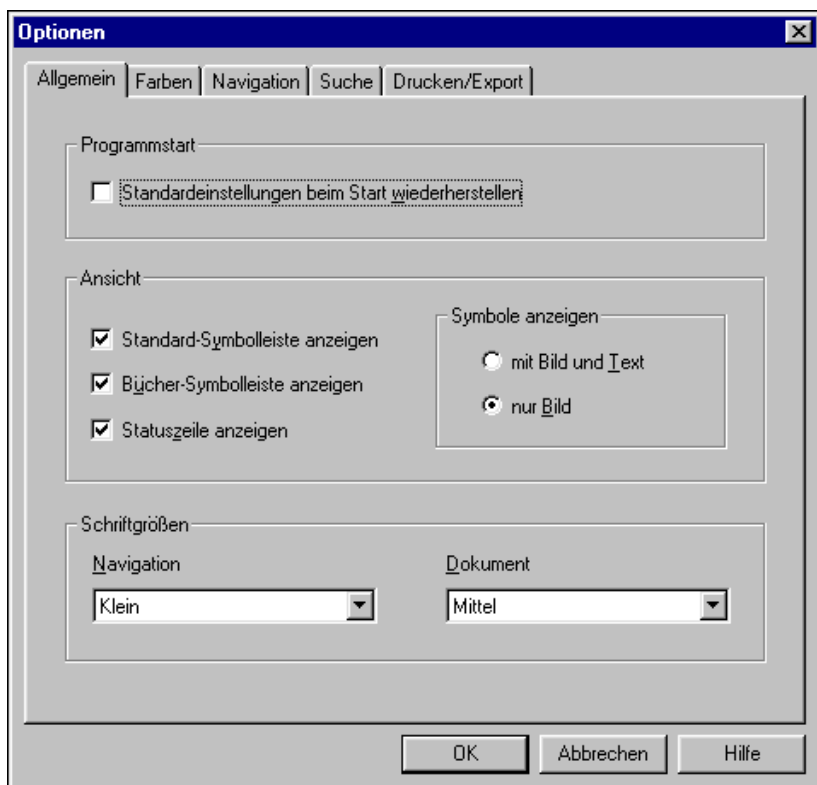 Optionen
Allgemein Farben Navigation Suche Drucken/Export
Programmstart
Standardeinstellungen beim Start wiederherstellen
Ansicht
Standard-Symbolleiste anzeigen
Bücher-Symbolleiste anzeigen
Statuszeile anzeigen
Symbole anzeigen
mit Bild und Text
nur Bild
Schriftgrößen
Navigation Dokument
Klein Mittel
OK Abbrechen Hilfe